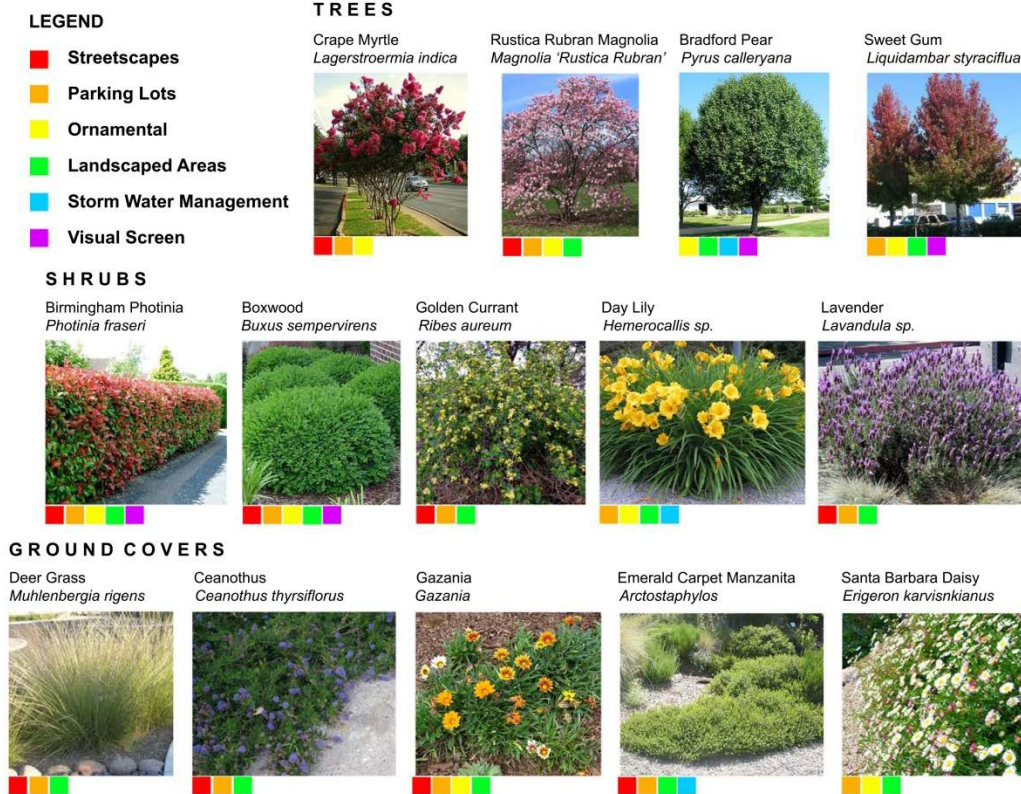 LEGEND
Streetscapes
Parking Lots
Ornamental
Landscaped Areas
Storm Water Management
Visual Screen
TREES
Crape Myrtle
Lagerstroermia indica
Rustica Rubran Magnolia
Magnolia ‘Rustica Rubran’
Bradford Pear
Pyrus calleryana
Sweet Gum
Liquidambar styraciflua
SHRUBS
Birmingham Photinia
Photinia fraseri
Boxwood
Buxus sempervirens
Golden Currant
Ribes aureum
Day Lily
Hemerocallis sp.
Lavender
Lavandula sp.
GROUND COVERS
Deer Grass
Muhlenbergia rigens
Ceanothus
Ceanothus thyrsiflorus
Gazania
Gazania
Emerald Carpet Manzanita
Arctostaphylos
Santa Barbara Daisy
Erigeron karvisnkianus